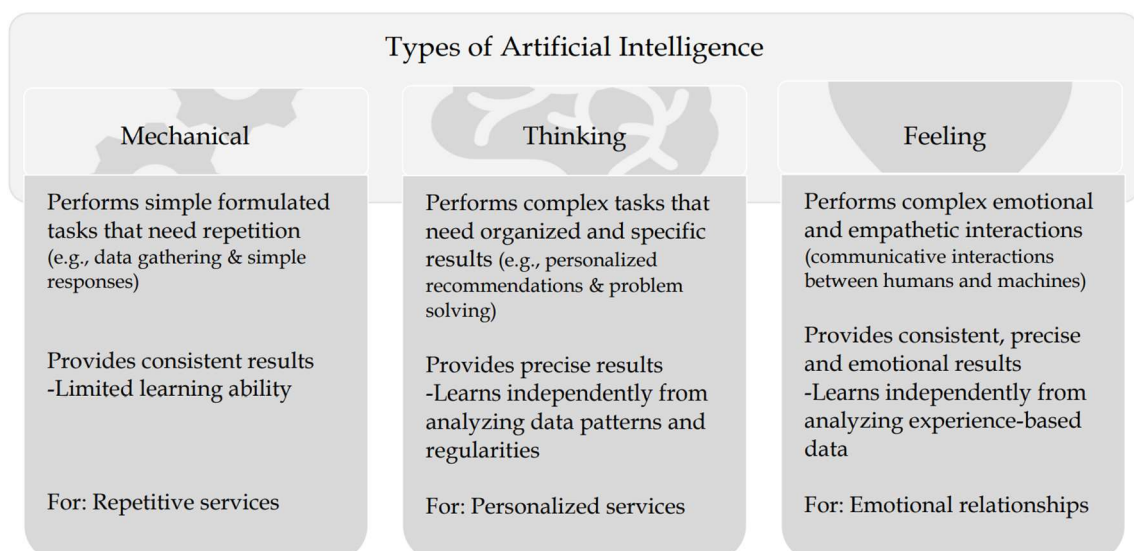 Types of Artificial Intelligence
Mechanical
Performs simple formulated
tasks that need repetition
(e.g., data gathering & simple
responses)
Provides consistent results
-Limited learning ability
For: Repetitive services
Thinking
Performs complex tasks that
need organized and specific
results (e.g., personalized
recommendations & problem
solving)
Provides precise results
-Learns independently from
analyzing data patterns and
regularities
For: Personalized services
Feeling
Performs complex emotional
and empathetic interactions
(communicative interactions
between humans and machines)
Provides consistent, precise
and emotional results
-Learns independently from
analyzing experience-based
data
For: Emotional relationships